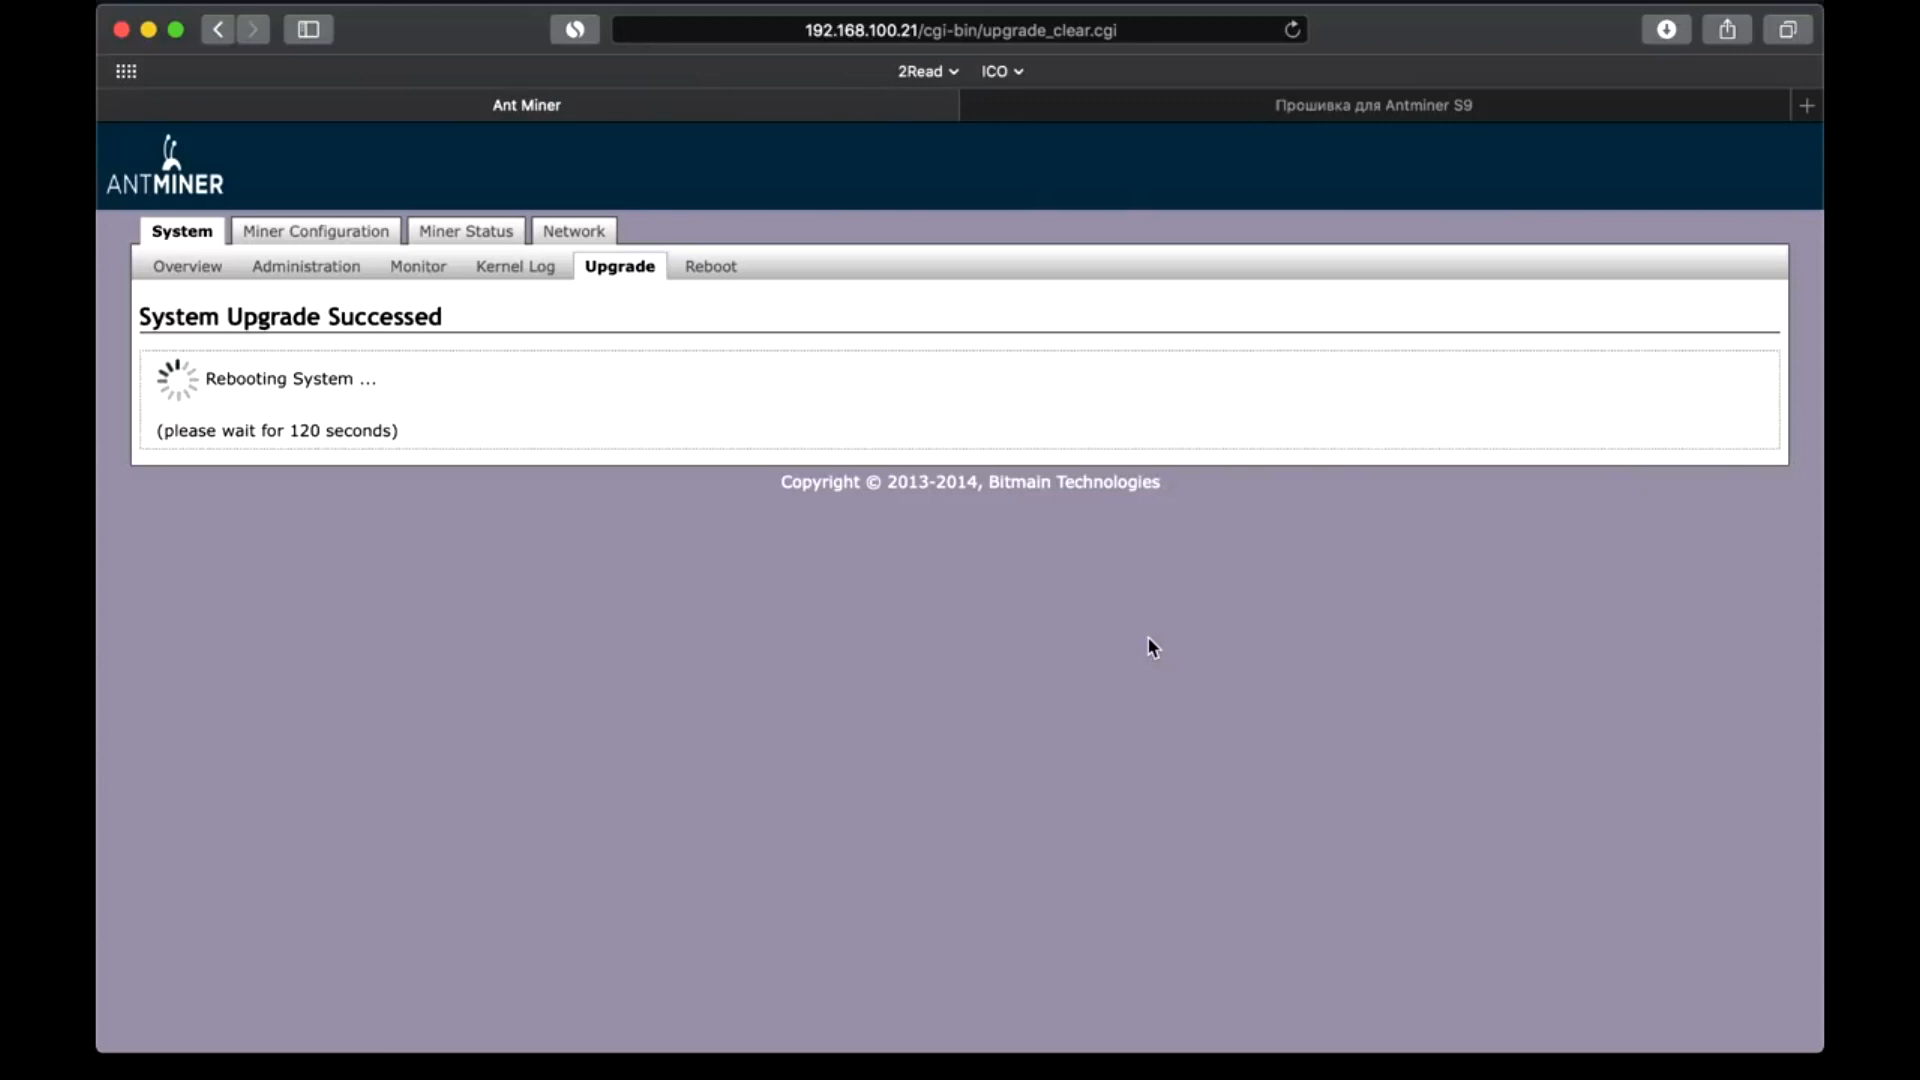 192.168.100.21/cgi-bin/upgrade_clear.cgi
2Read ICO
Ant Miner Прошивка для Antminer S9
ANTMINER
System Miner Configuration Miner Status Network
Overview Administration Monitor Kernel Log Upgrade Reboot
System Upgrade Successed
Rebooting System ...
(please wait for 120 seconds)
Copyright © 2013-2014, Bitmain Technologies